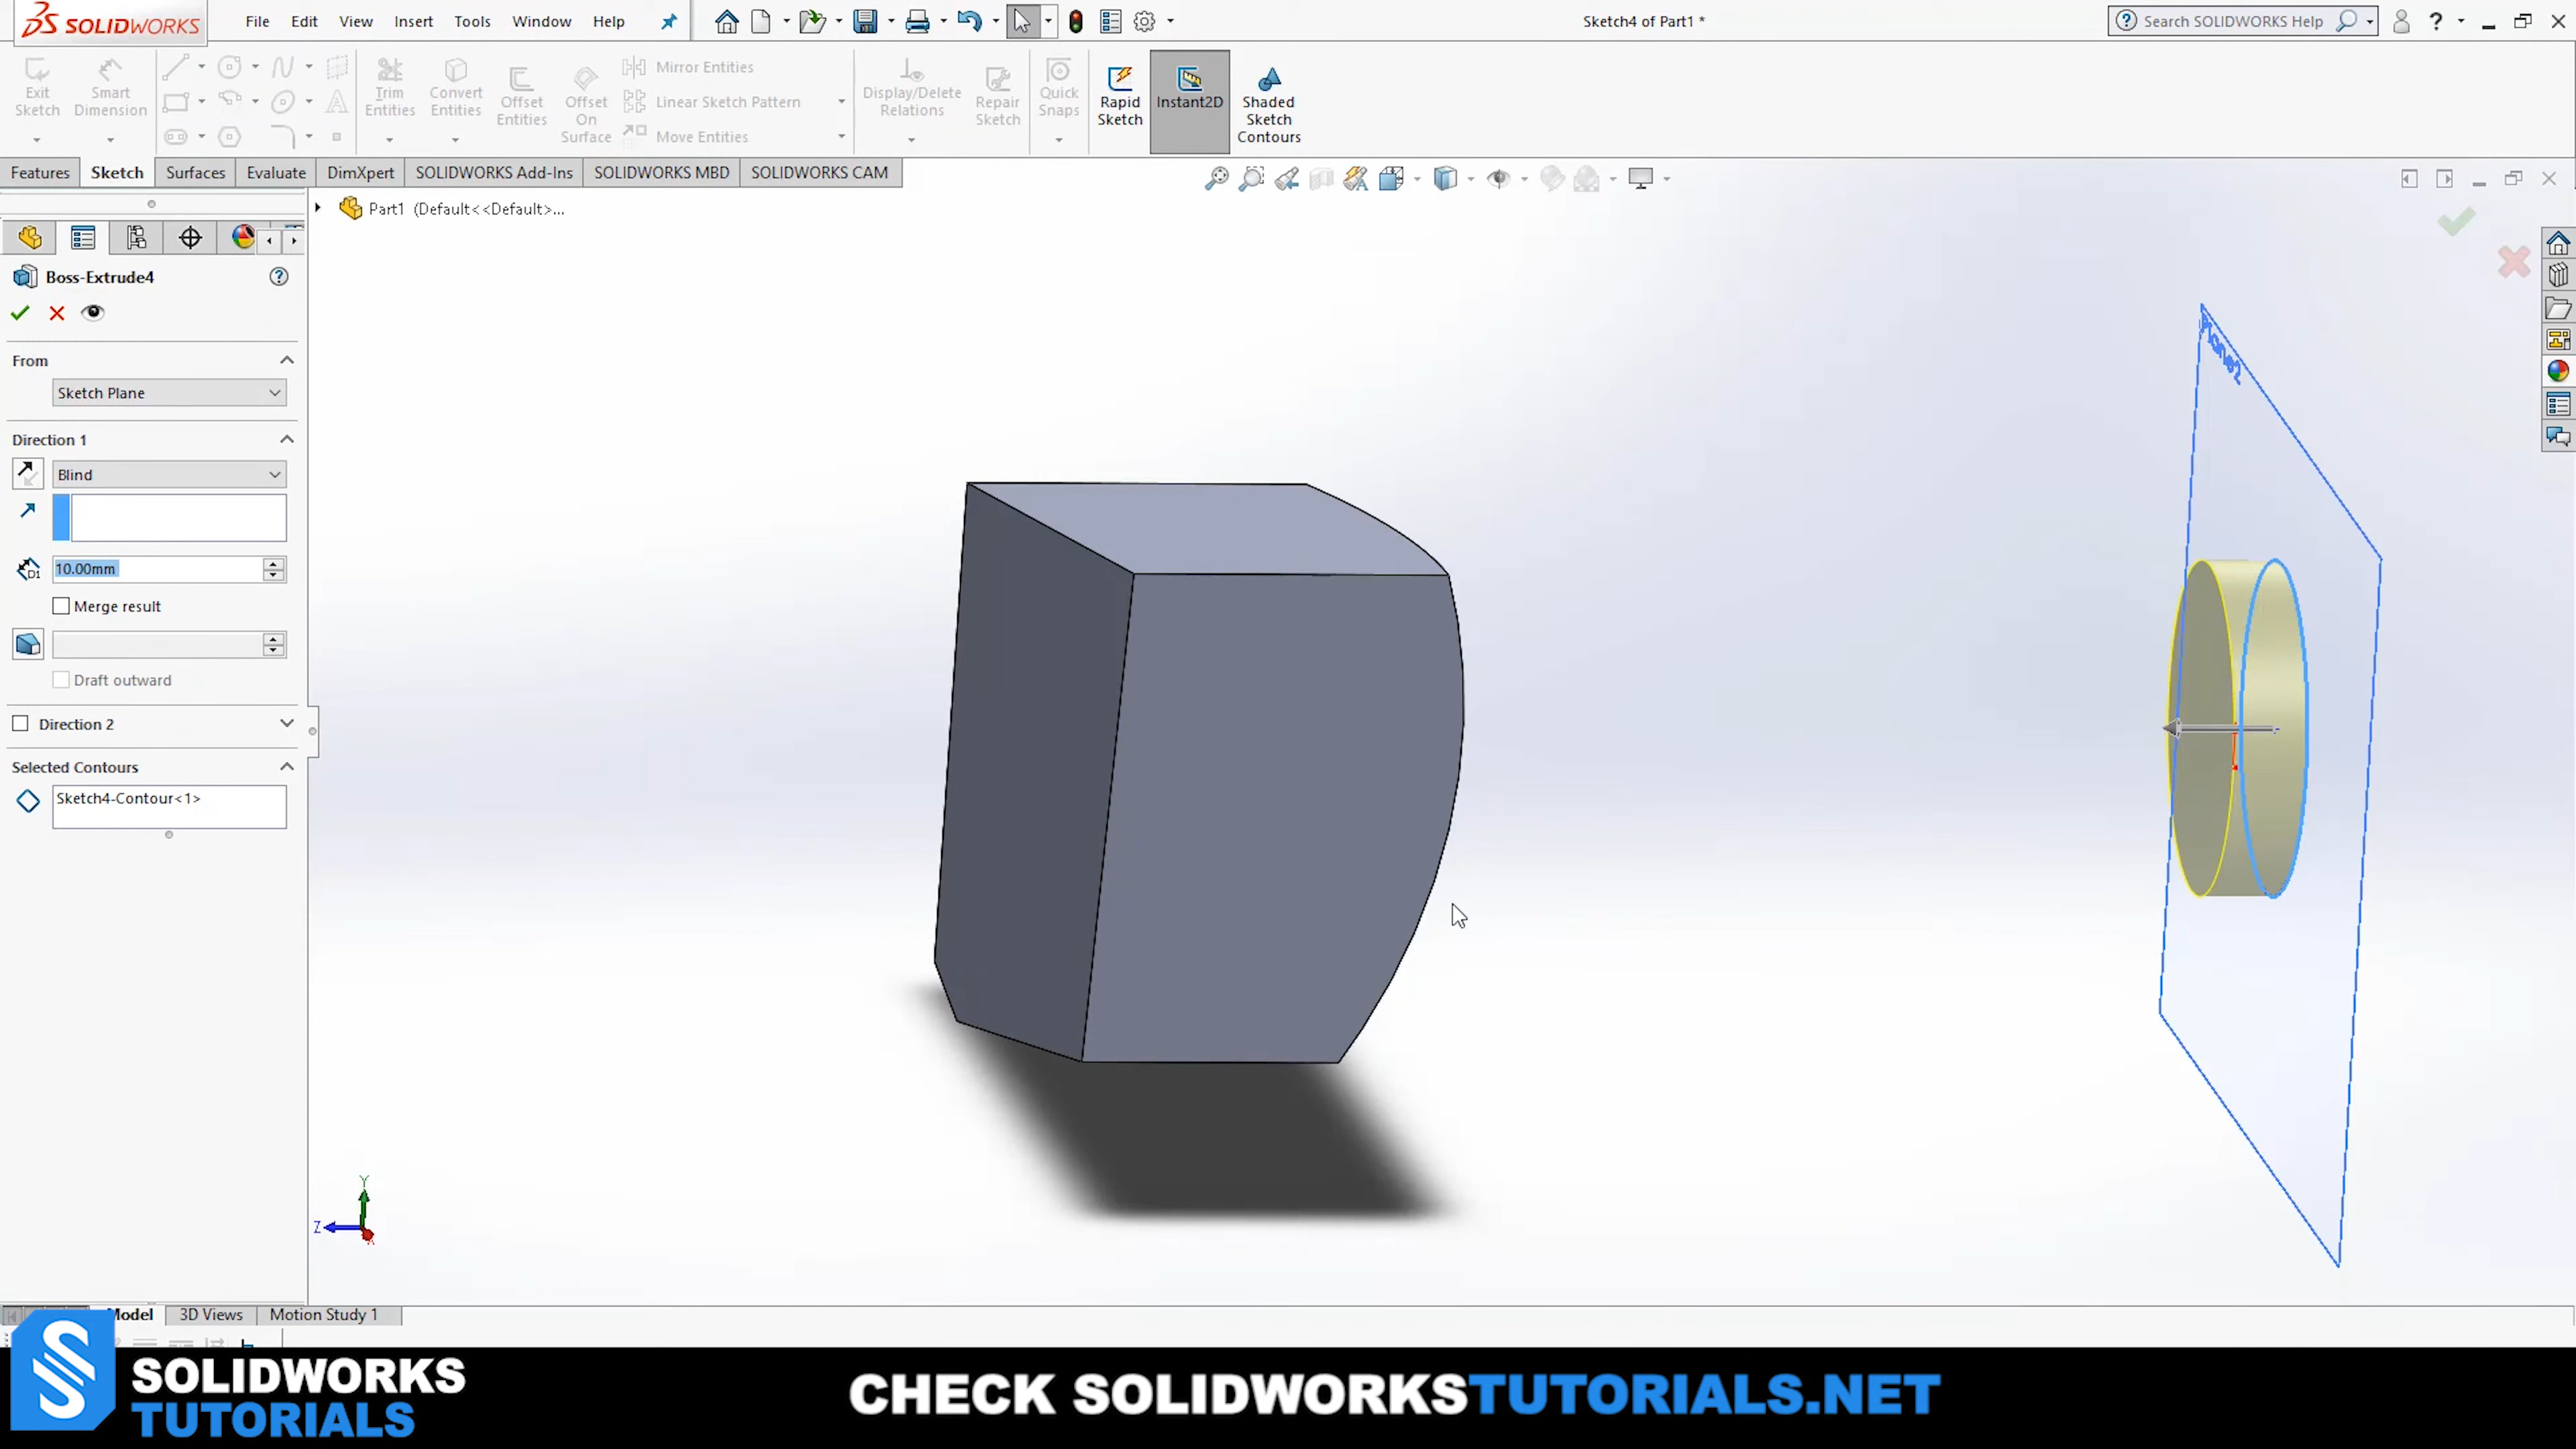 SOLIDWORKS File Edit View Insert Tools Window Help Sketch4 of Part1 * Search SOLIDWORKS Help
Exit Sketch
Smart Dimension
Trim Entities
Convert Entities
Offset Entities
Offset On Surface
Mirror Entities
Linear Sketch Pattern
Move Entities
Display/Delete Relations
Repair Sketch
Quick Snaps
Rapid Sketch
Instant2D
Shaded Sketch Contours
Features Sketch Surfaces Evaluate DimXpert SOLIDWORKS Add-Ins SOLIDWORKS MBD SOLIDWORKS CAM
Part1 (Default<<Default>...
Boss-Extrude4
From
Sketch Plane
Direction 1
Blind
D1 10.00mm
Merge result
Draft outward
Direction 2
Selected Contours
Sketch4-Contour<1>
Plane2
Y
Z
X
Model 3D Views Motion Study 1
SOLIDWORKS
TUTORIALS
CHECK SOLIDWORKSTUTORIALS.NET